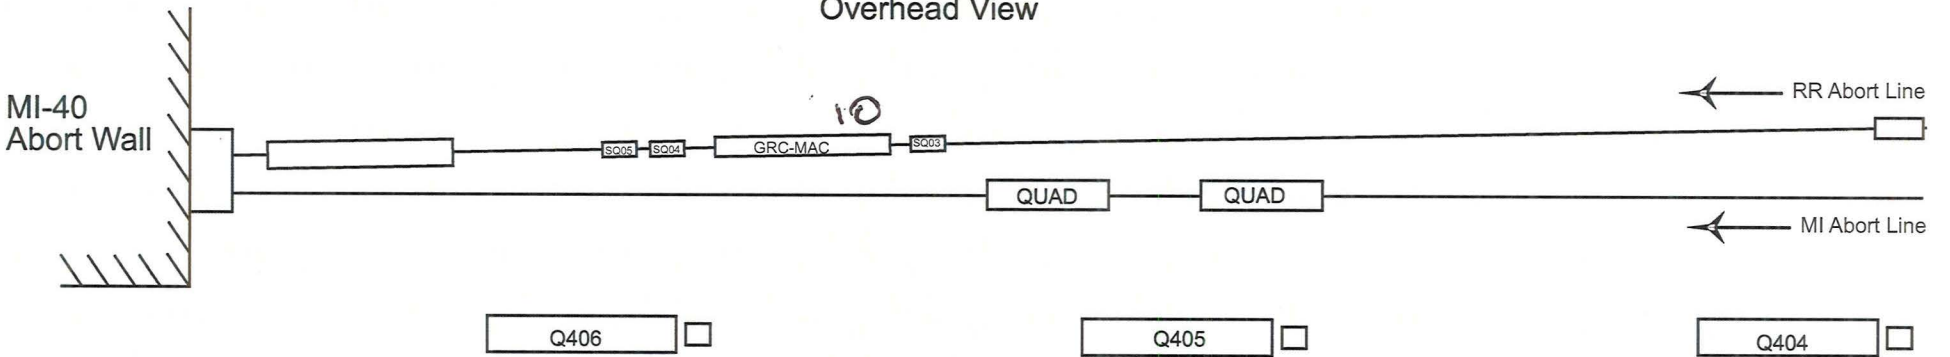 Overhead View
MI-40
Abort Wall
10
RR Abort Line
SQ05
SQ04
GRC-MAC
SQ03
QUAD
QUAD
MI Abort Line
Q406
Q405
Q404